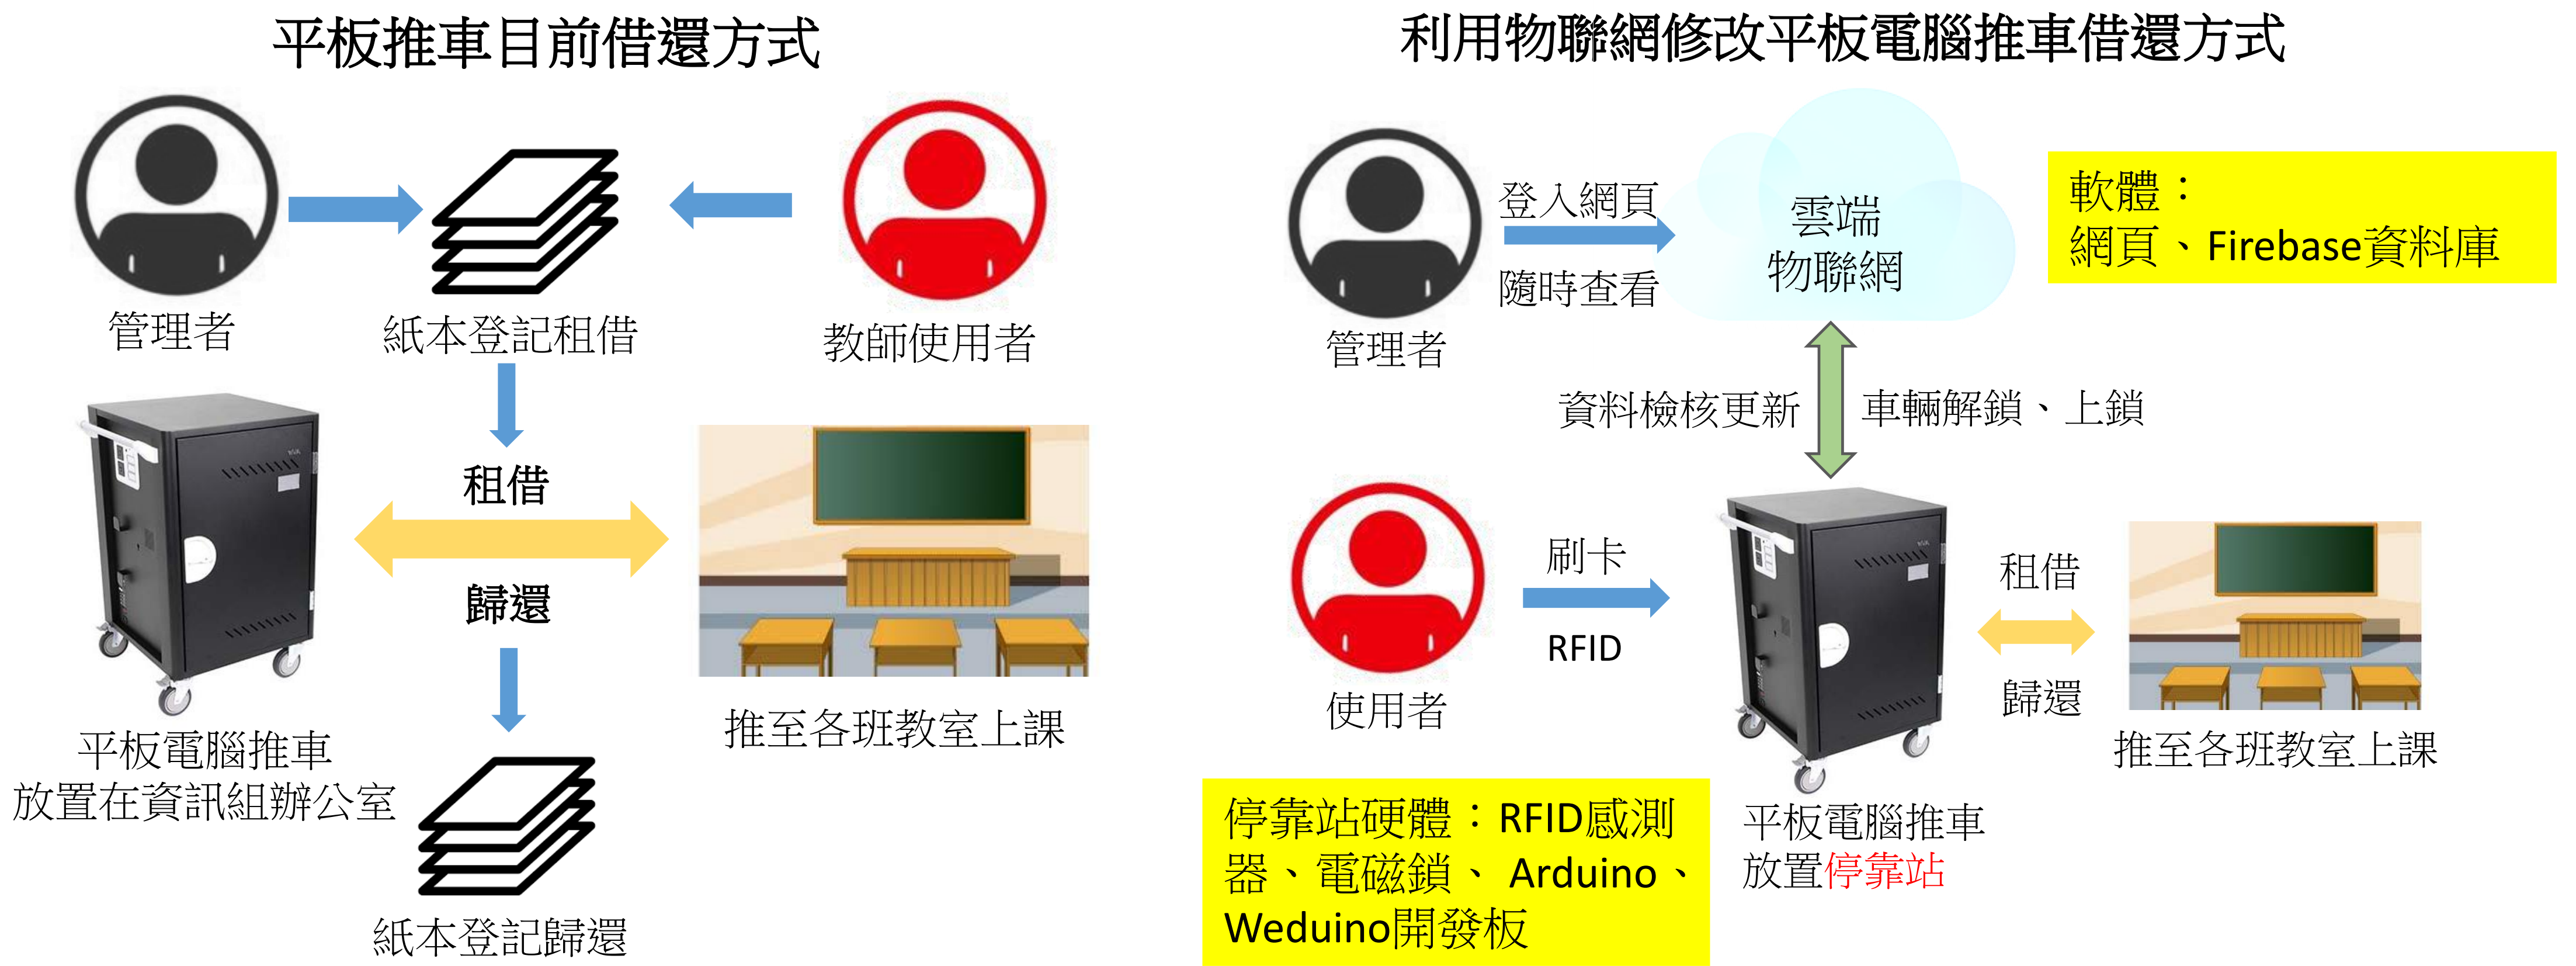 平板推車目前借還方式
管理者
紙本登記租借
教師使用者
租借
歸還
平板電腦推車
放置在資訊組辦公室
推至各班教室上課
紙本登記歸還
利用物聯網修改平板電腦推車借還方式
管理者
登入網頁
隨時查看
雲端
物聯網
軟體：
網頁、Firebase資料庫
資料檢核更新
車輛解鎖、上鎖
使用者
刷卡
RFID
租借
歸還
推至各班教室上課
平板電腦推車
放置停靠站
停靠站硬體：RFID感測
器、電磁鎖、 Arduino、
Weduino開發板